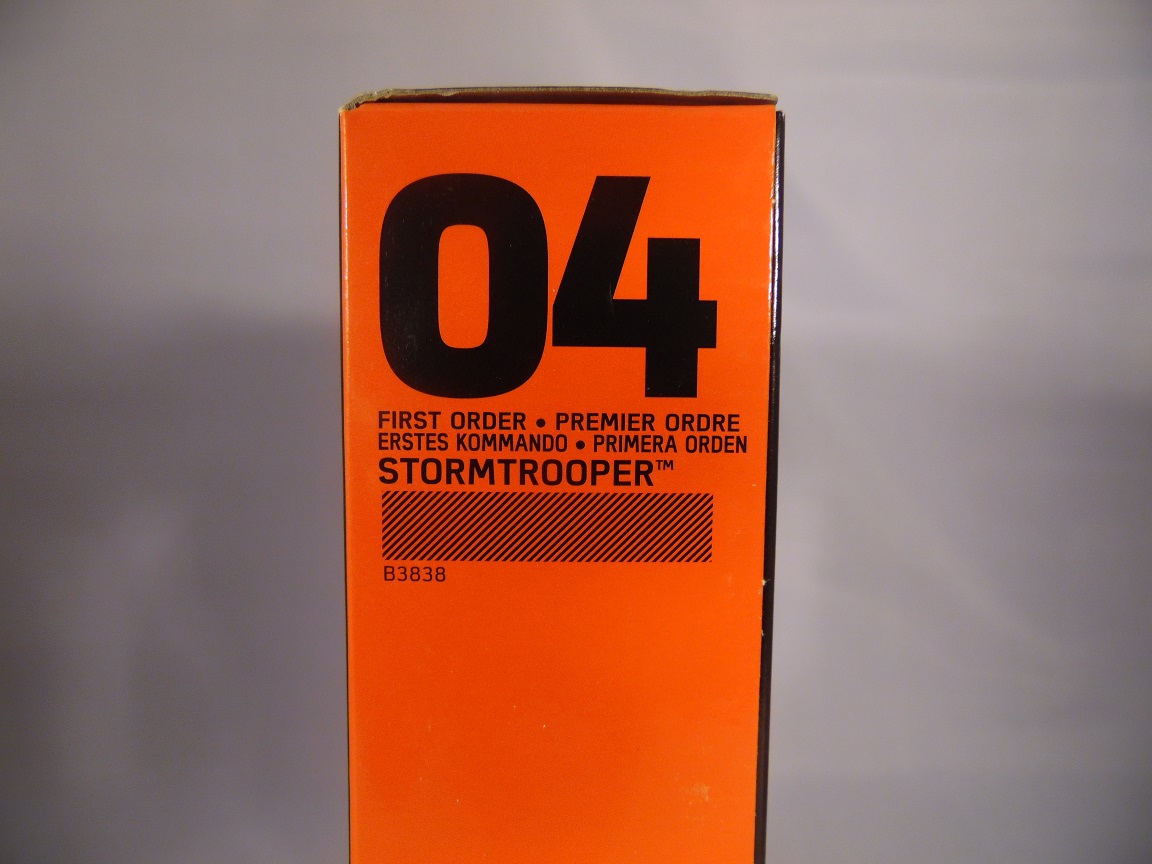 04
FIRST ORDER • PREMIER ORDRE
ERSTES KOMMANDO • PRIMERA ORDEN
STORMTROOPER™
B3838